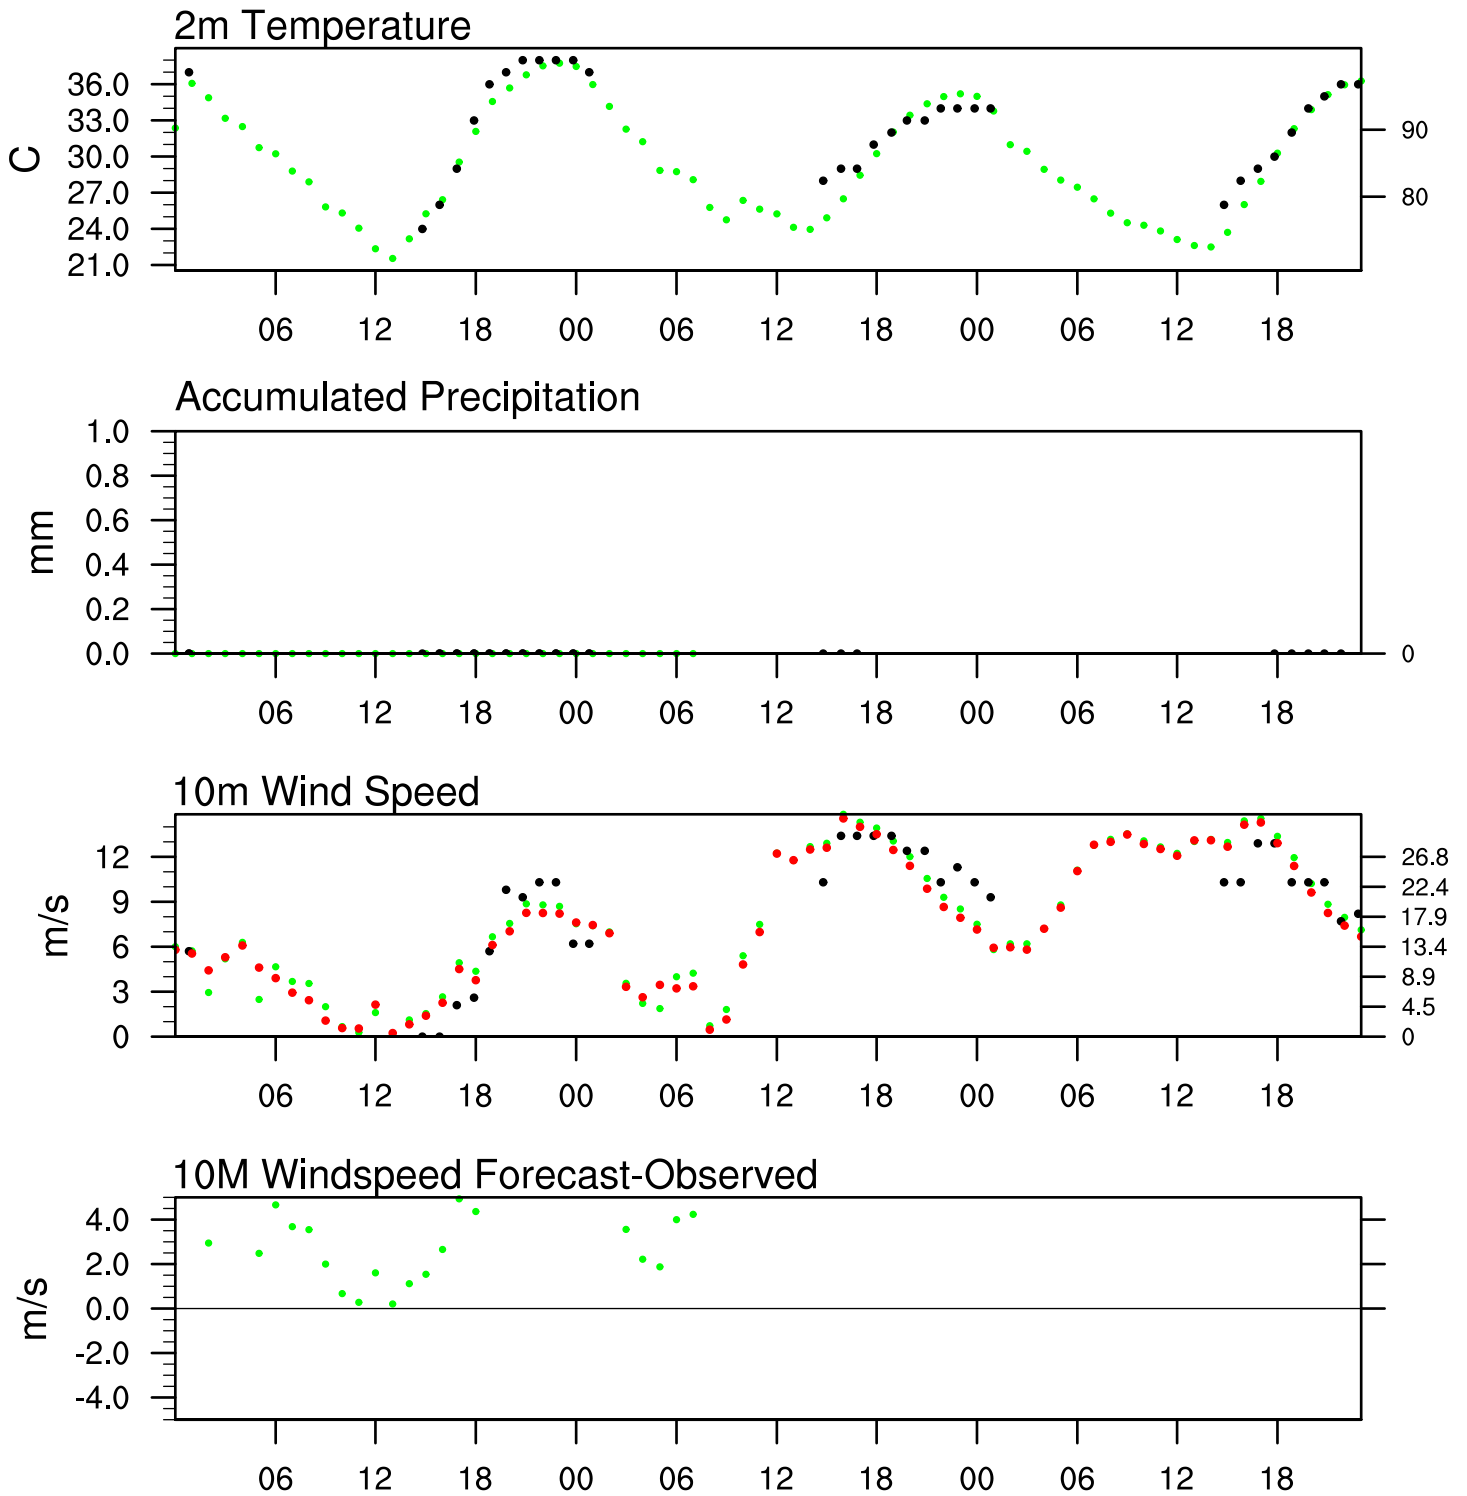 2m Temperature
36.0
33.0
30.0
27.0
24.0
21.0
C
90
80
06 12 18 00 06 12 18 00 06 12 18
Accumulated Precipitation
1.0
0.8
0.6
0.4
0.2
0.0
mm
0
06 12 18 00 06 12 18 00 06 12 18
10m Wind Speed
12
9
6
3
0
m/s
26.8
22.4
17.9
13.4
8.9
4.5
0
06 12 18 00 06 12 18 00 06 12 18
10M Windspeed Forecast-Observed
4.0
2.0
0.0
-2.0
-4.0
m/s
06 12 18 00 06 12 18 00 06 12 18